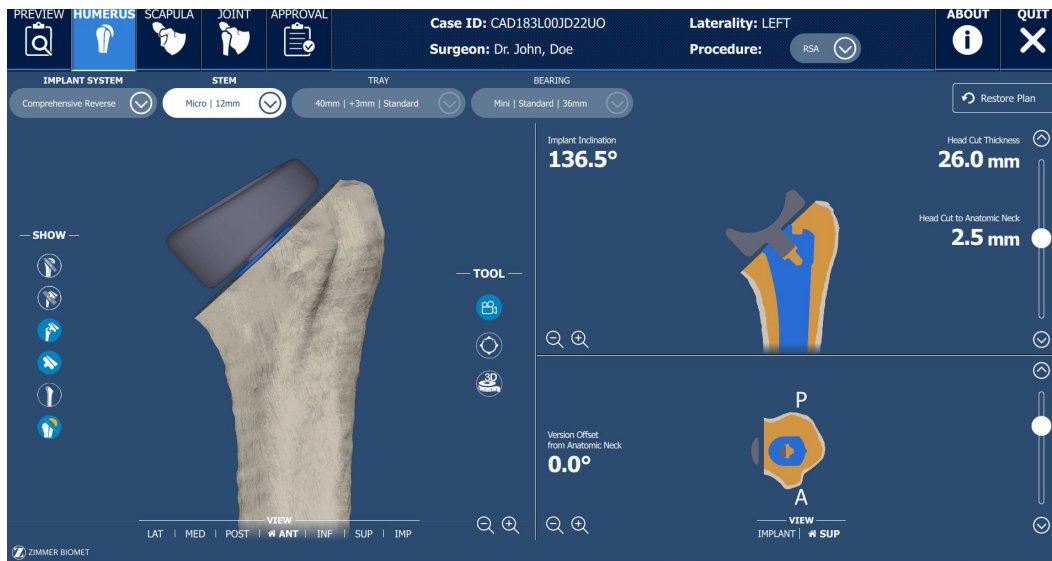 PREVIEW HUMERUS SCAPULA JOINT APPROVAL
Case ID: CAD183L00JD22UO
Laterality: LEFT
ABOUT
QUIT
Surgeon: Dr. John, Doe
Procedure: RSA
IMPLANT SYSTEM
STEM
TRAY
BEARING
Comprehensive Reverse
Micro | 12mm
40mm | +3mm | Standard
Mini | Standard | 36mm
Restore Plan
Implant Inclination
136.5°
Head Cut Thickness
26.0 mm
Head Cut to Anatomic Neck
2.5 mm
SHOW
TOOL
3D
P
Version Offset
from Anatomic Neck
0.0°
A
VIEW
LAT | MED | POST | ANT | INF | SUP | IMP
VIEW
IMPLANT | SUP
ZIMMER BIOMET